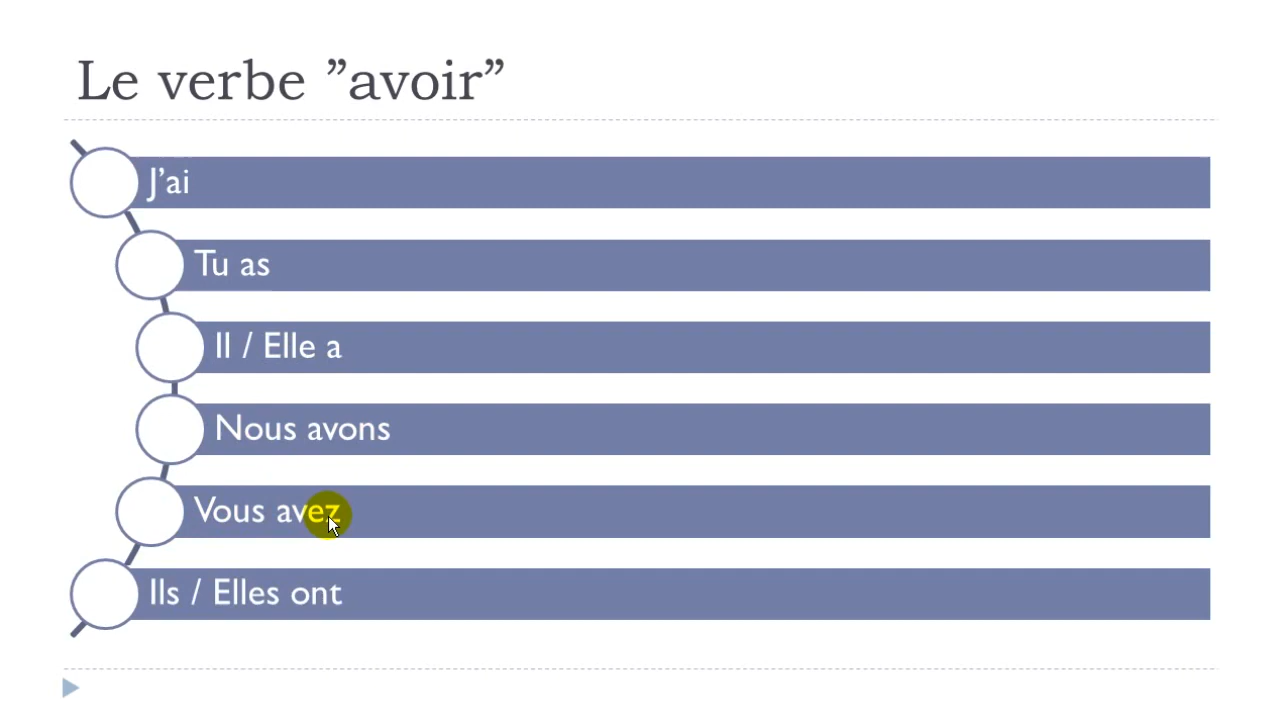 Le verbe ”avoir”
J’ai
Tu as
Il / Elle a
Nous avons
Vous avez
Ils / Elles ont